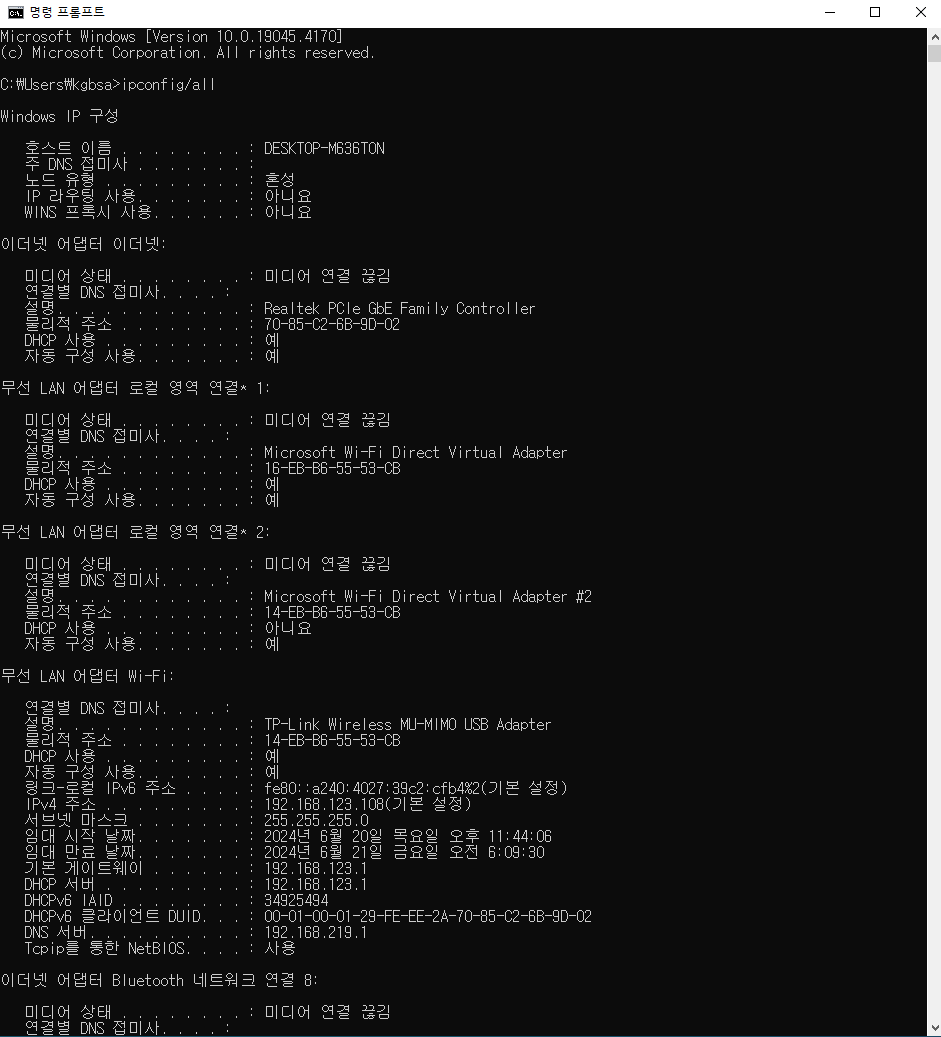 명령 프롬프트
Microsoft Windows [Version 10.0.19045.4170]
(c) Microsoft Corporation. All rights reserved.
C:₩Users₩kgbsa>ipconfig/all
Windows IP 구성
호스트 이름 . . . . . . . . : DESKTOP-M636TON
주 DNS 접미사 . . . . . . . :
노드 유형 . . . . . . . . . : 혼성
IP 라우팅 사용. . . . . . . : 아니요
WINS 프록시 사용. . . . . . : 아니요
이더넷 어댑터 이더넷:
미디어 상태 . . . . . . . . : 미디어 연결 끊김
연결별 DNS 접미사. . . . :
설명. . . . . . . . . . . . : Realtek PCIe GbE Family Controller
물리적 주소 . . . . . . . . : 70-85-C2-6B-9D-02
DHCP 사용 . . . . . . . . . : 예
자동 구성 사용. . . . . . . : 예
무선 LAN 어댑터 로컬 영역 연결* 1:
미디어 상태 . . . . . . . . : 미디어 연결 끊김
연결별 DNS 접미사. . . . :
설명. . . . . . . . . . . . : Microsoft Wi-Fi Direct Virtual Adapter
물리적 주소 . . . . . . . . : 16-EB-B6-55-53-CB
DHCP 사용 . . . . . . . . . : 예
자동 구성 사용. . . . . . . : 예
무선 LAN 어댑터 로컬 영역 연결* 2:
미디어 상태 . . . . . . . . : 미디어 연결 끊김
연결별 DNS 접미사. . . . :
설명. . . . . . . . . . . . : Microsoft Wi-Fi Direct Virtual Adapter #2
물리적 주소 . . . . . . . . : 14-EB-B6-55-53-CB
DHCP 사용 . . . . . . . . . : 아니요
자동 구성 사용. . . . . . . : 예
무선 LAN 어댑터 Wi-Fi:
연결별 DNS 접미사. . . . :
설명. . . . . . . . . . . . : TP-Link Wireless MU-MIMO USB Adapter
물리적 주소 . . . . . . . . : 14-EB-B6-55-53-CB
DHCP 사용 . . . . . . . . . : 예
자동 구성 사용. . . . . . . : 예
링크-로컬 IPv6 주소 . . . . : fe80::a240:4027:39c2:cfb4%2(기본 설정)
IPv4 주소 . . . . . . . . . : 192.168.123.108(기본 설정)
서브넷 마스크 . . . . . . . : 255.255.255.0
임대 시작 날짜. . . . . . . : 2024년 6월 20일 목요일 오후 11:44:06
임대 만료 날짜. . . . . . . : 2024년 6월 21일 금요일 오전 6:09:30
기본 게이트웨이 . . . . . . : 192.168.123.1
DHCP 서버 . . . . . . . . . : 192.168.123.1
DHCPv6 IAID . . . . . . . . : 34925494
DHCPv6 클라이언트 DUID. . . : 00-01-00-01-29-FE-EE-2A-70-85-C2-6B-9D-02
DNS 서버. . . . . . . . . . : 192.168.219.1
Tcpip를 통한 NetBIOS. . . . : 사용
이더넷 어댑터 Bluetooth 네트워크 연결 8:
미디어 상태 . . . . . . . . : 미디어 연결 끊김
연결별 DNS 접미사. . . . :